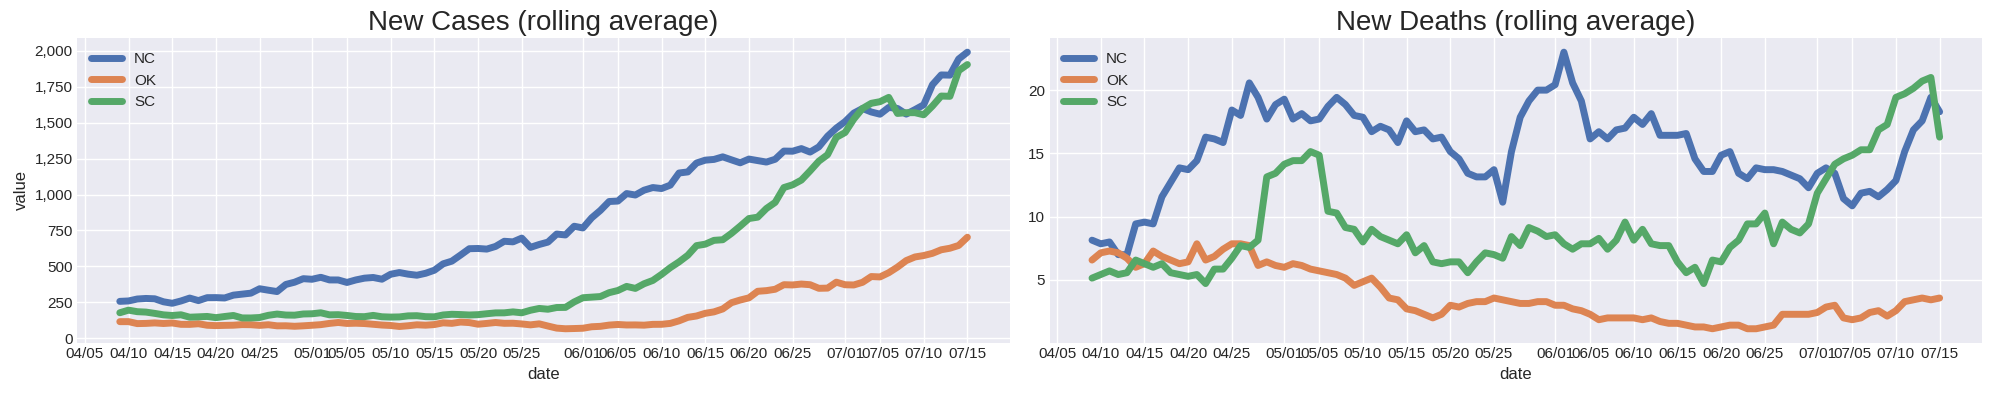 New Cases (rolling average)
NC
OK
SC
2,000
1,750
1,500
1,250
1,000
750
500
250
0
value
04/05 04/10 04/15 04/20 04/25 05/01 05/05 05/10 05/15 05/20 05/25 06/01 06/05 06/10 06/15 06/20 06/25 07/01 07/05 07/10 07/15
date
New Deaths (rolling average)
NC
OK
SC
20
15
10
5
04/05 04/10 04/15 04/20 04/25 05/01 05/05 05/10 05/15 05/20 05/25 06/01 06/05 06/10 06/15 06/20 06/25 07/01 07/05 07/10 07/15
date